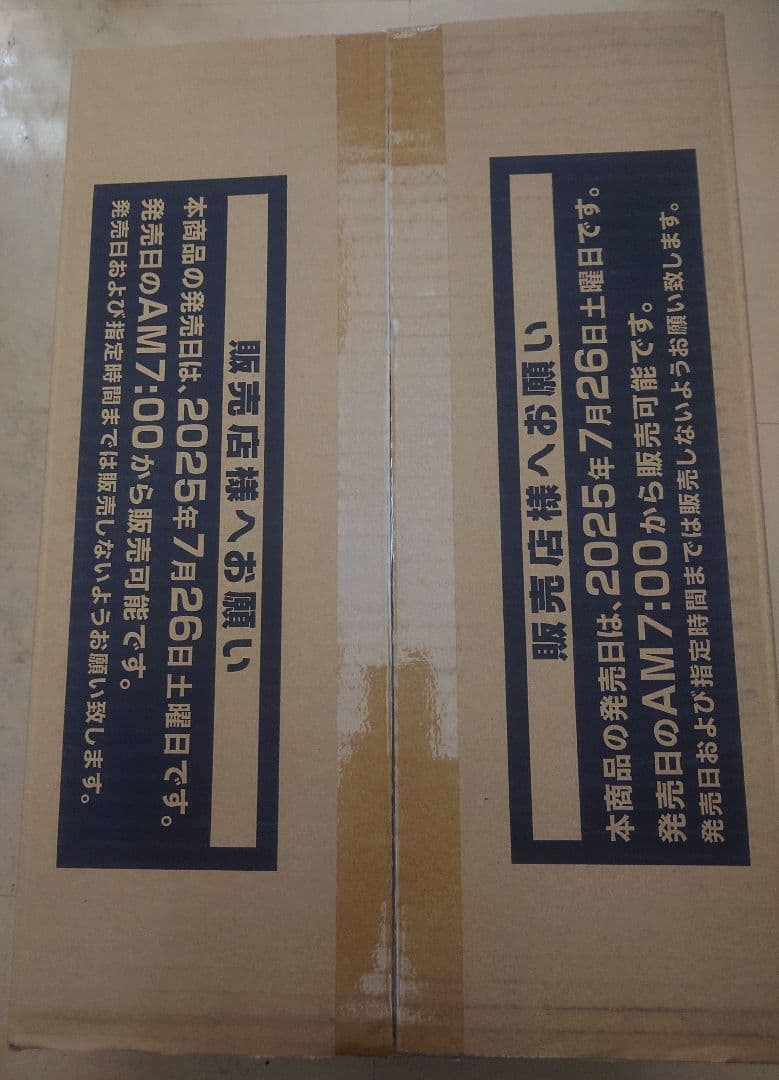 販売店様へお願い
本商品の発売日は、2025年7月26日土曜日です。
発売日のAM7:00から販売可能です。
発売日および指定時間までは販売しないようお願い致します。
販売店様へお願い
本商品の発売日は、2025年7月26日土曜日です。
発売日のAM7:00から販売可能です。
発売日および指定時間までは販売しないようお願い致します。